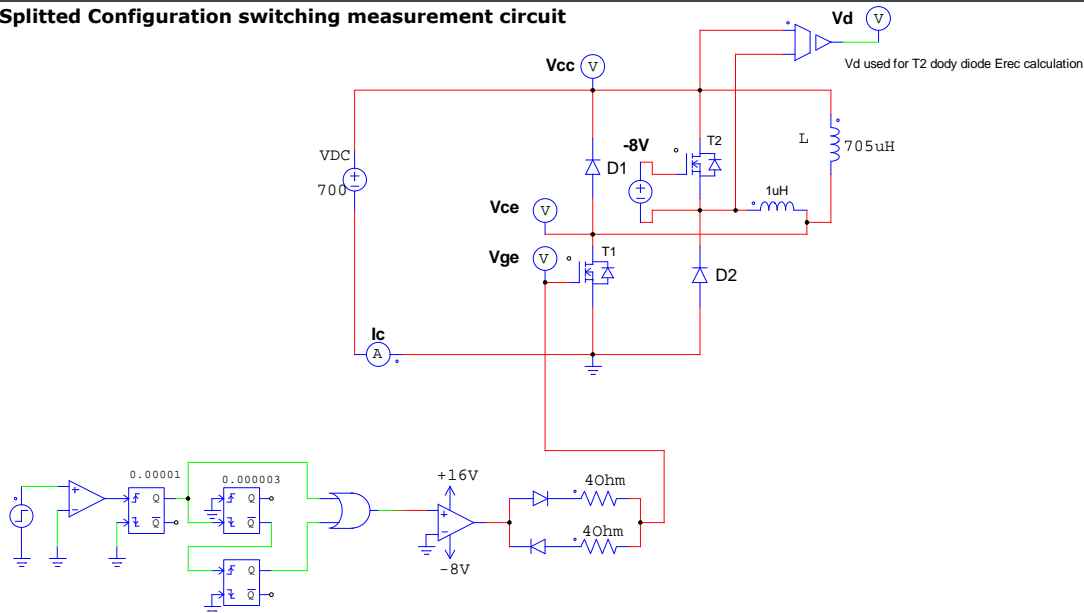 Splitted Configuration switching measurement circuit
Vd
V
Vd used for T2 dody diode Erec calculation
Vcc
V
-8V
T2
L
705uH
VDC
700
D1
1uH
Vce
V
Vge
V
T1
D2
Ic
A
0.00001
0.000003
Q
Q
Q
Q
Q
Q
+16V
-8V
4Ohm
4Ohm